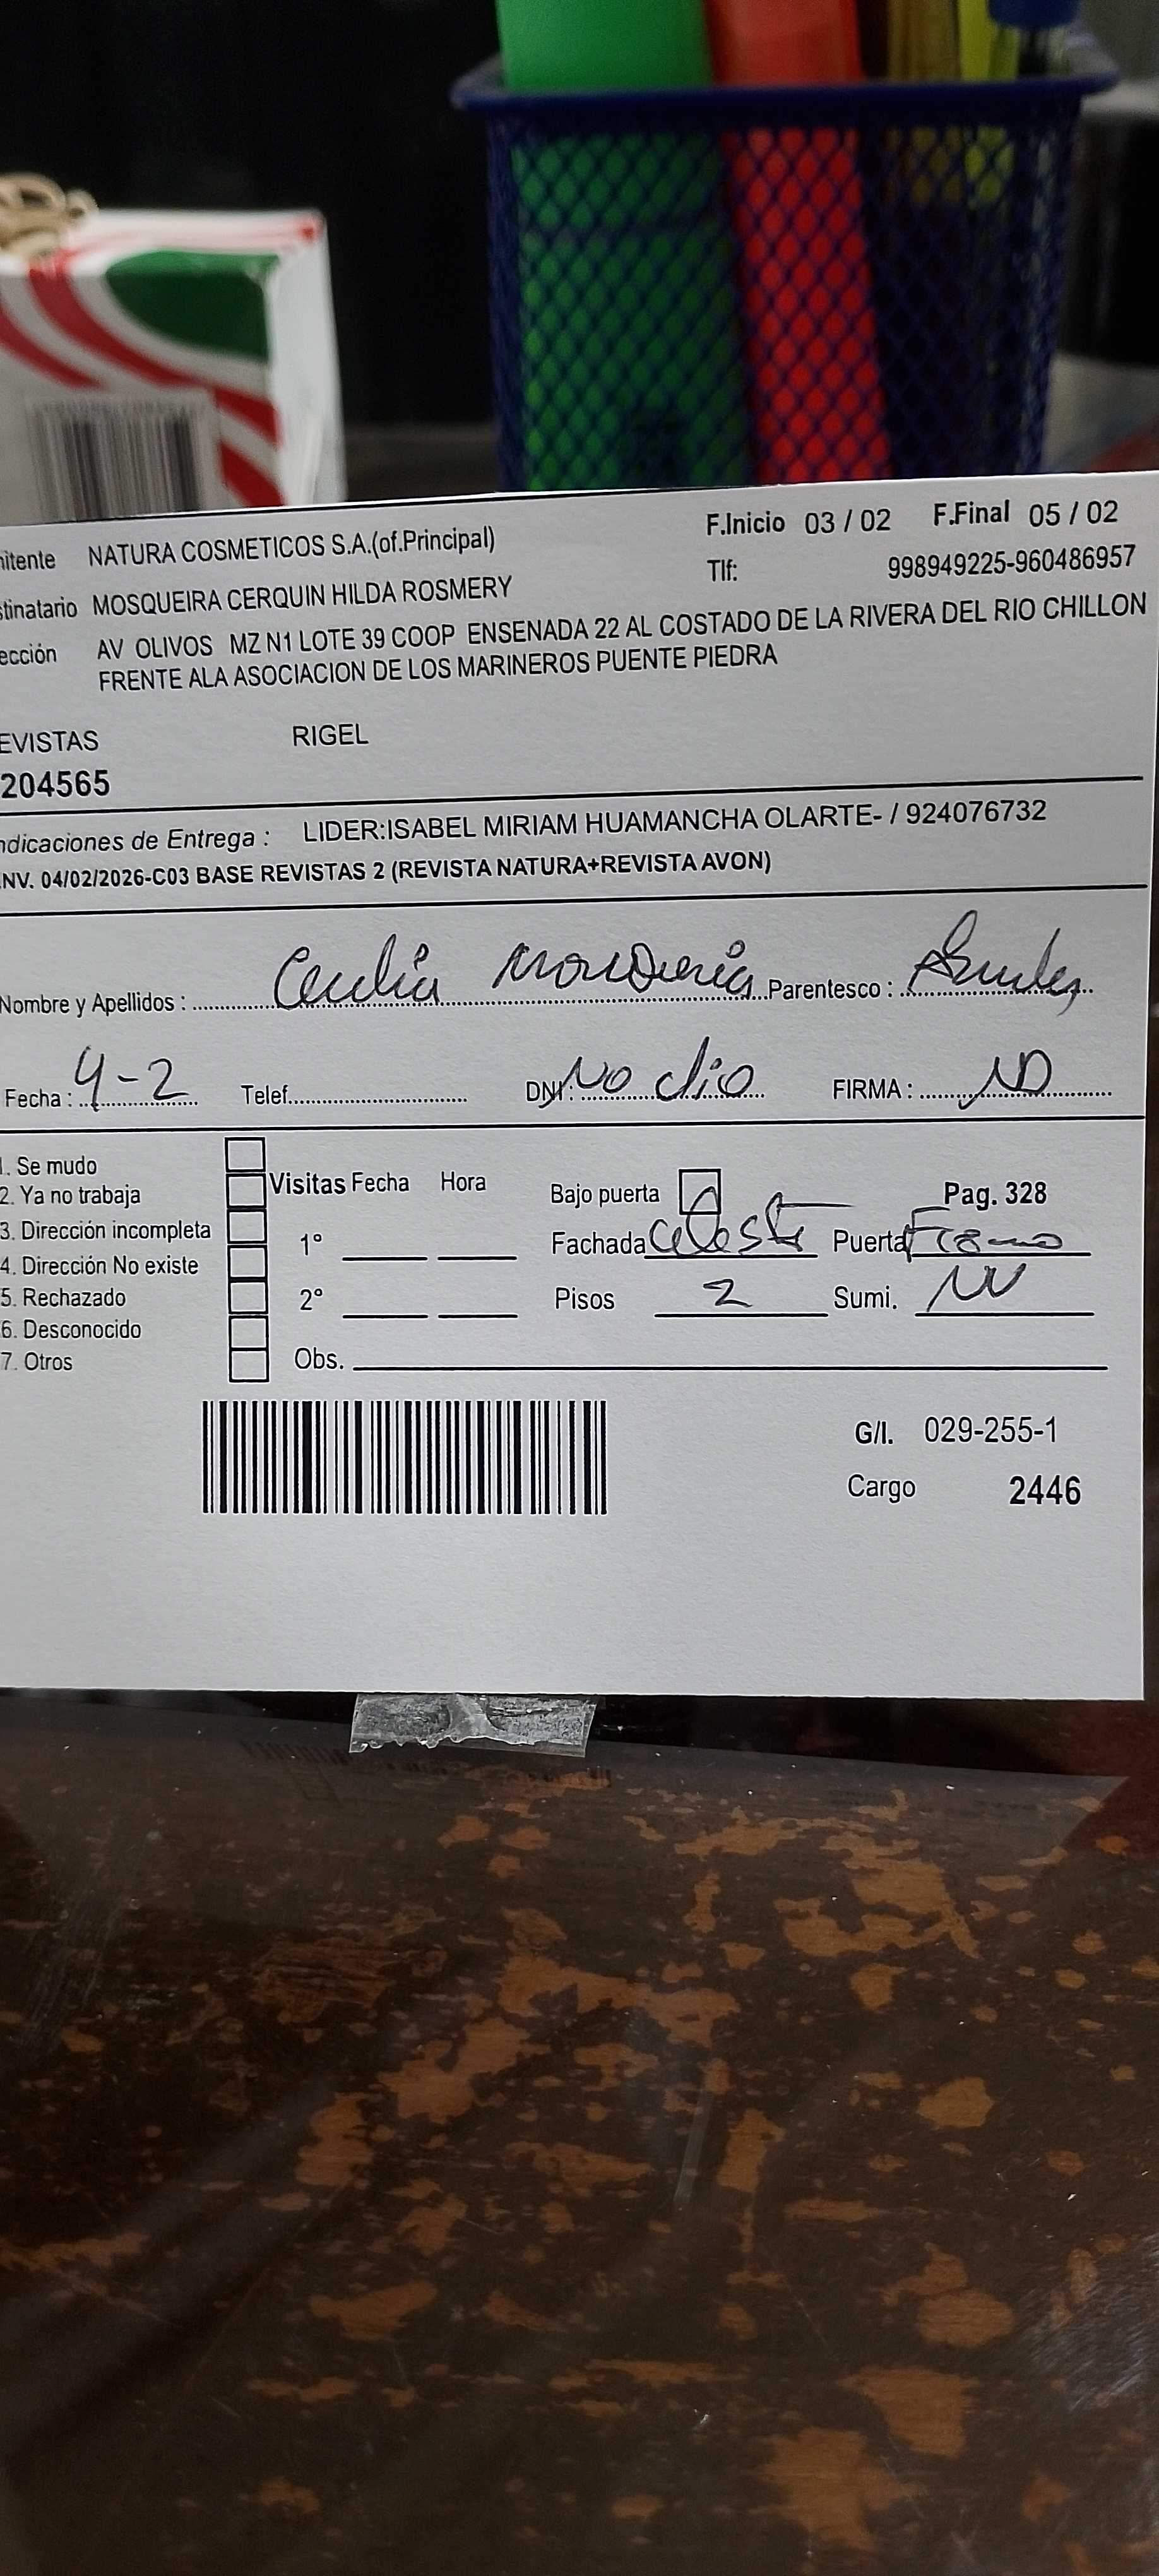 mitente NATURA COSMETICOS S.A.(of.Principal) F.Inicio 03 / 02 F.Final 05 / 02
stinatario MOSQUEIRA CERQUIN HILDA ROSMERY Tlf: 998949225-960486957
ección AV OLIVOS MZ N1 LOTE 39 COOP ENSENADA 22 AL COSTADO DE LA RIVERA DEL RIO CHILLON
FRENTE ALA ASOCIACION DE LOS MARINEROS PUENTE PIEDRA
EVISTAS RIGEL
204565
ndicaciones de Entrega : LIDER:ISABEL MIRIAM HUAMANCHA OLARTE- / 924076732
NV. 04/02/2026-C03 BASE REVISTAS 2 (REVISTA NATURA+REVISTA AVON)
Nombre y Apellidos : Cecilia Parentesco :
Fecha : 4-2 Telef. DNI : No dio FIRMA : ND
1. Se mudo
2. Ya no trabaja Visitas Fecha Hora Bajo puerta Pag. 328
3. Dirección incompleta 1° Fachada Celeste Puerta Fierro
4. Dirección No existe
5. Rechazado 2° Pisos 2 Sumi.
6. Desconocido
7. Otros Obs.
G/I. 029-255-1
Cargo 2446